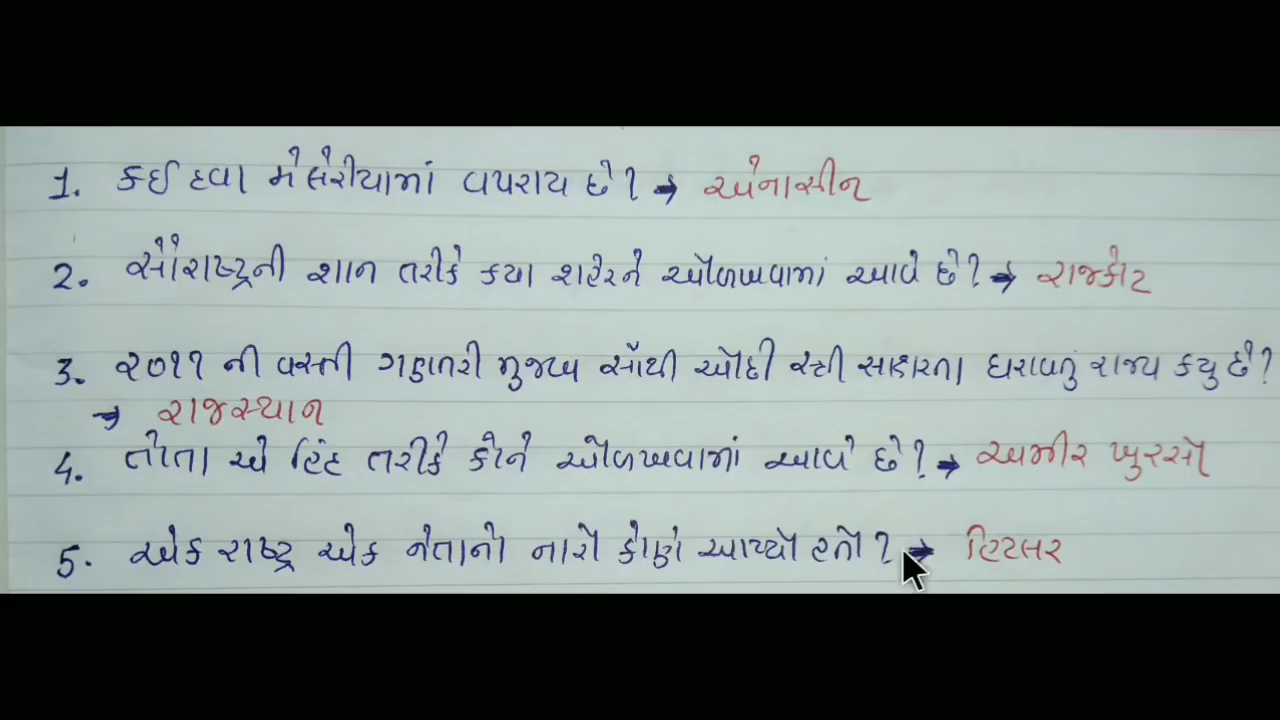 1. કઈ દવા મેલેરીયામાં વપરાય છે? → એનાસીન
2. સૌરાષ્ટ્રની શાન તરીકે કયા શહેરને ઓળખવામાં આવે છે? → રાજકોટ
3. ૨૦૧૧ ની વસ્તી ગણતરી મુજબ સૌથી ઓછી સ્ત્રી સાક્ષરતા ધરાવતું રાજ્ય કયુ છે?
→ રાજસ્થાન
4. તોતા એ હિંદ તરીકે કોને ઓળખવામાં આવે છે? → અમીર ખુસરો
5. એક રાષ્ટ્ર એક નેતાનો નારો કોણે આપ્યો હતો? → હિટલર